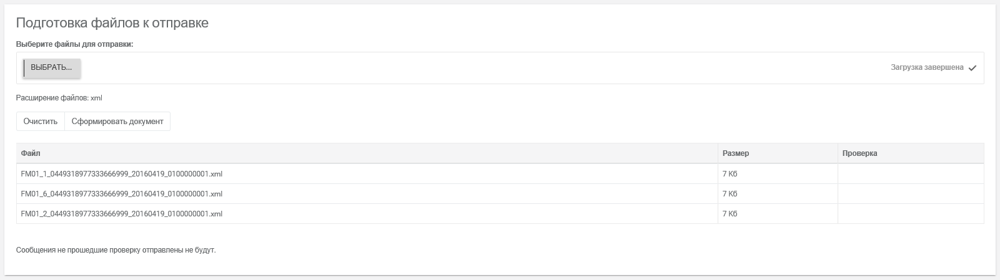 Подготовка файлов к отправке
Выберите файлы для отправки:
ВЫБРАТЬ... Загрузка завершена
Расширение файлов: xml
Очистить Сформировать документ
Файл Размер Проверка
FM01_1_0449318977333666999_20160419_0100000001.xml 7 Кб
FM01_6_0449318977333666999_20160419_0100000001.xml 7 Кб
FM01_2_0449318977333666999_20160419_0100000001.xml 7 Кб
Сообщения не прошедшие проверку отправлены не будут.